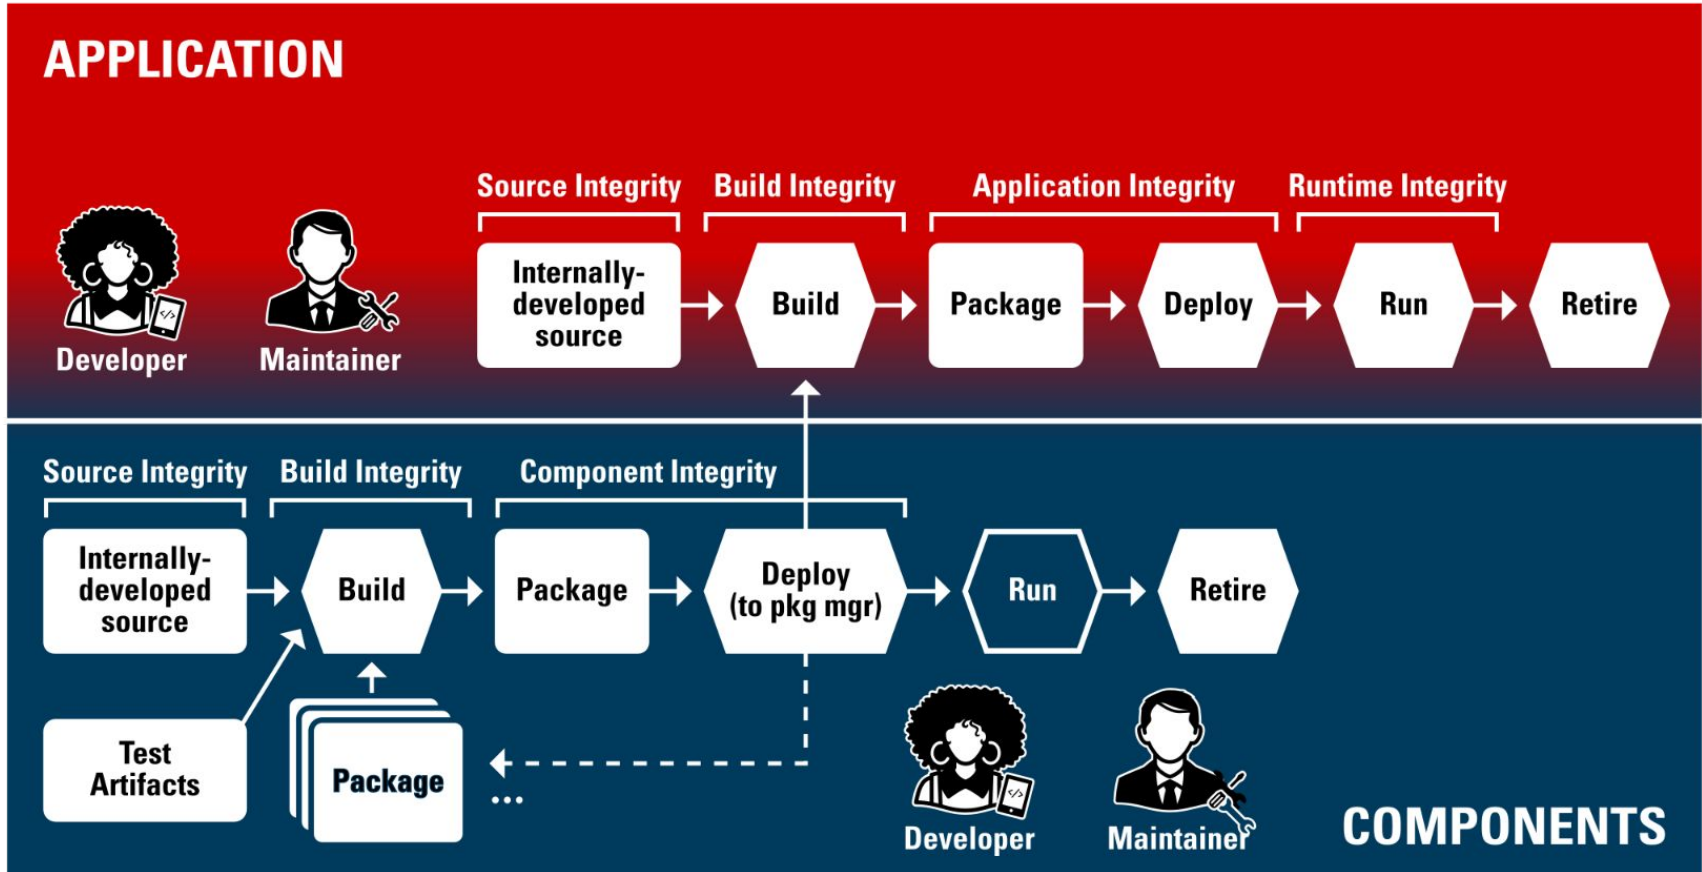 APPLICATION
Source Integrity
Build Integrity
Application Integrity
Runtime Integrity
Internally-
developed
source
Build
Package
Deploy
Run
Retire
Developer
Maintainer
Source Integrity
Build Integrity
Component Integrity
Internally-
developed
source
Build
Package
Deploy
(to pkg mgr)
Run
Retire
Test
Artifacts
Package
...
</>
Developer
Maintainer
COMPONENTS